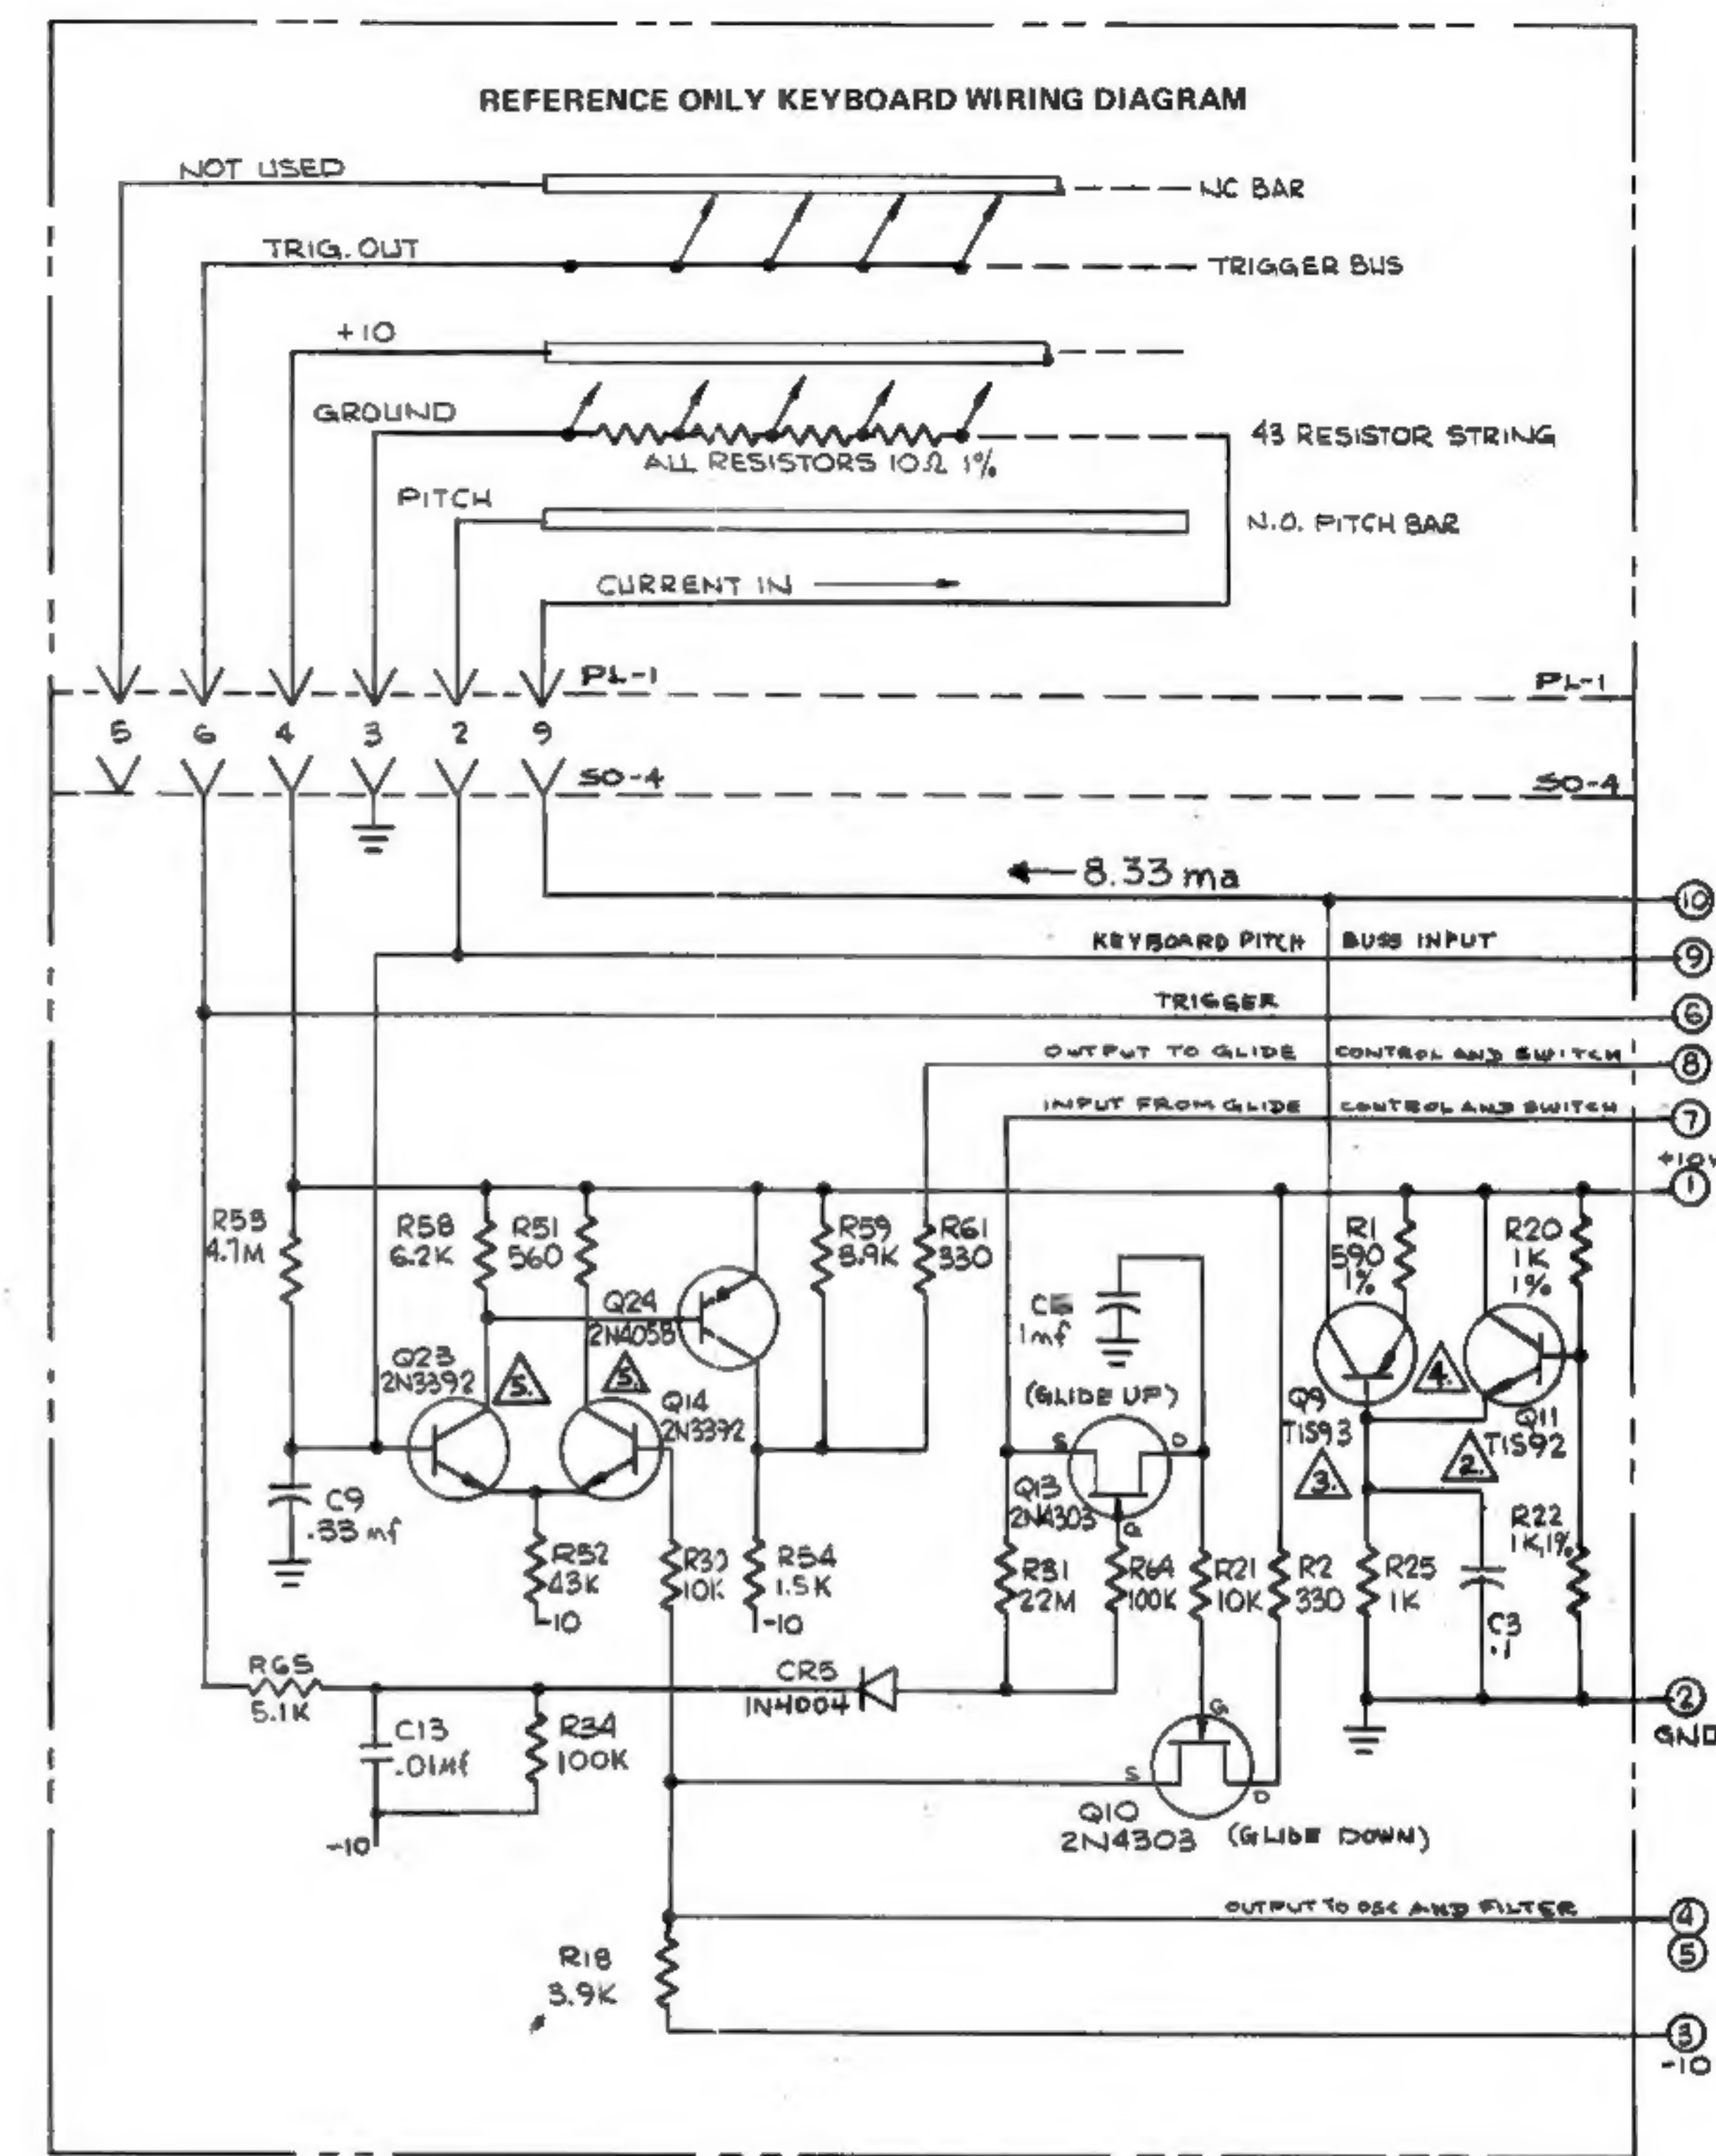 REFERENCE ONLY KEYBOARD WIRING DIAGRAM
NOT USED
NC BAR
TRIG. OUT
TRIGGER BUS
+10
GROUND
43 RESISTOR STRING
ALL RESISTORS 10Ω 1%
PITCH
N.O. PITCH BAR
CURRENT IN
PL-1
PL-1
5 6 4 3 2 9
SO-4
SO-4
8.33 ma
10
KEYBOARD PITCH BUSS INPUT
9
TRIGGER
6
OUTPUT TO GLIDE CONTROL AND SWITCH
8
INPUT FROM GLIDE CONTROL AND SWITCH
7
+10V
1
4.7M
R58
6.2K
R51
560
R59
R61
330
R1
590
1%
R20
1K
1%
Q24
2N4058
1mf
Q23
2N3392
5.
5.
Q14
2N3392
(GLIDE UP)
4.
Q9
TIS93
3.
Q11
TIS92
2.
S
D
Q13
2N4303
G
C9
.33 mf
R52
43K
-10
10K
R54
1.5K
-10
R31
22M
R64
100K
R21
10K
R2
330
R25
1K
C3
.1
R22
1K,1%
R65
5.1K
CR5
1N4004
2
GND
C13
.01Mf
R34
100K
-10
G
S
D
Q10
2N4303
(GLIDE DOWN)
OUTPUT TO OSC AND FILTER
4
5
R18
3.9K
3
-10